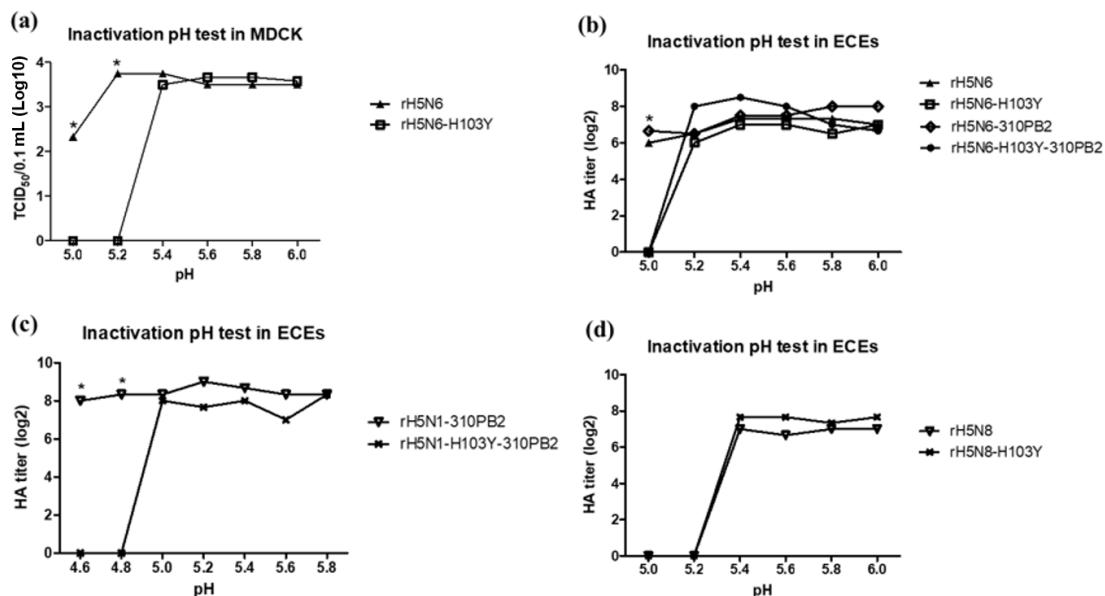 (a)
Inactivation pH test in MDCK
TCID50/0.1 mL (Log10)
4
3
2
1
0
*
*
5.0 5.2 5.4 5.6 5.8 6.0
pH
rH5N6
rH5N6-H103Y
(b)
Inactivation pH test in ECEs
HA titer (log2)
10
8
6
4
2
0
*
5.0 5.2 5.4 5.6 5.8 6.0
pH
rH5N6
rH5N6-H103Y
rH5N6-310PB2
rH5N6-H103Y-310PB2
(c)
Inactivation pH test in ECEs
HA titer (log2)
10
8
6
4
2
0
* *
4.6 4.8 5.0 5.2 5.4 5.6 5.8
pH
rH5N1-310PB2
rH5N1-H103Y-310PB2
(d)
Inactivation pH test in ECEs
HA titer (log2)
10
8
6
4
2
0
5.0 5.2 5.4 5.6 5.8 6.0
pH
rH5N8
rH5N8-H103Y